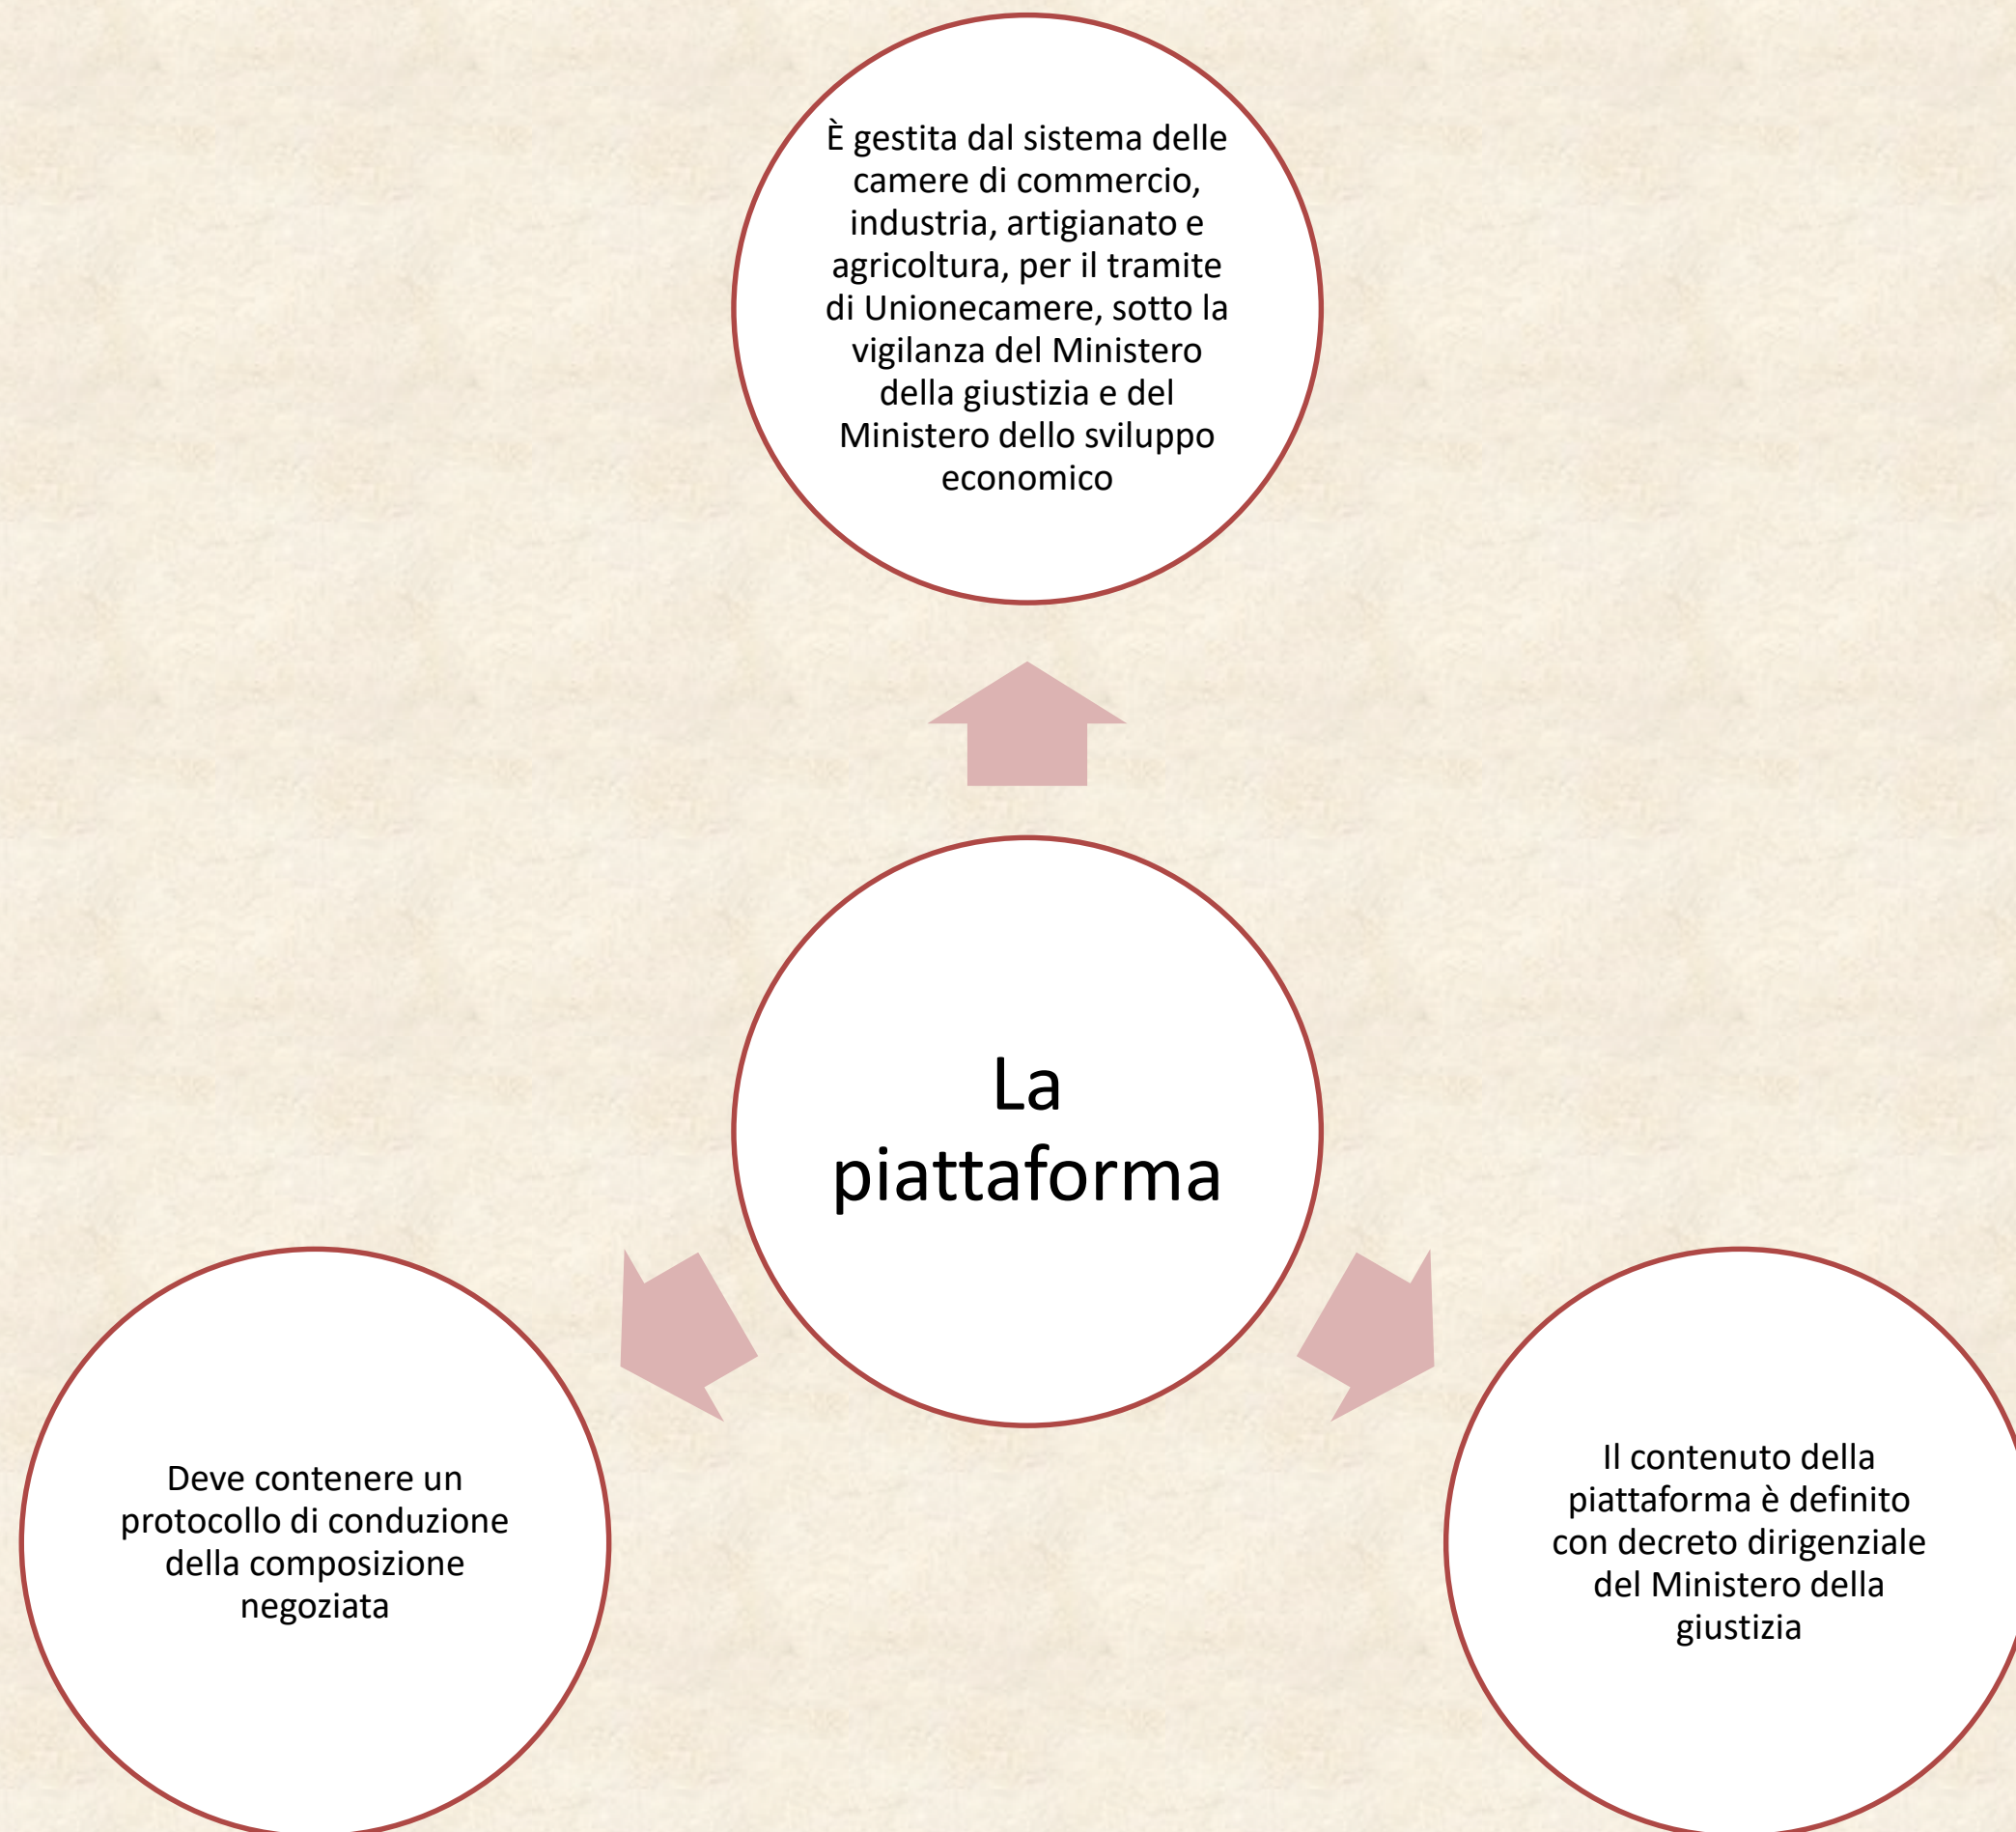 È gestita dal sistema delle
camere di commercio,
industria, artigianato e
agricoltura, per il tramite
di Unionecamere, sotto la
vigilanza del Ministero
della giustizia e del
Ministero dello sviluppo
economico
La
piattaforma
Deve contenere un
protocollo di conduzione
della composizione
negoziata
Il contenuto della
piattaforma è definito
con decreto dirigenziale
del Ministero della
giustizia